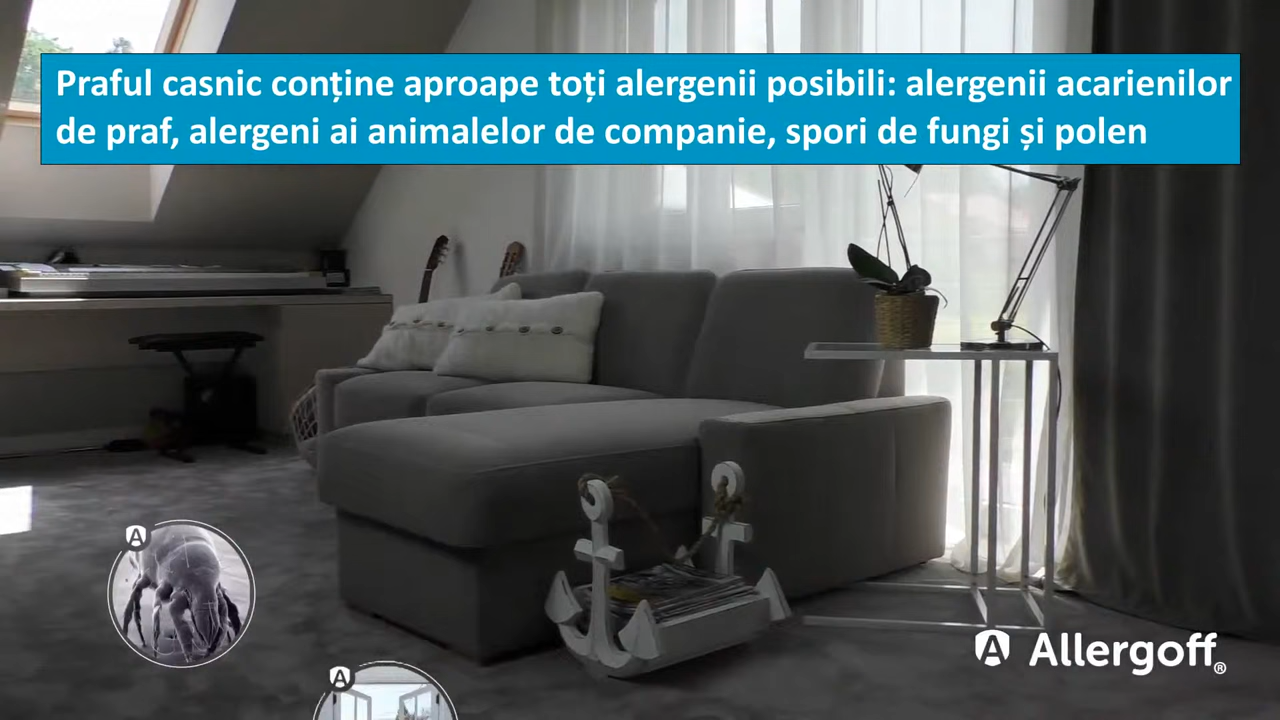 Praful casnic conține aproape toți alergenii posibili: alergenii acarienilor
de praf, alergeni ai animalelor de companie, spori de fungi și polen
A
A
A Allergoff®